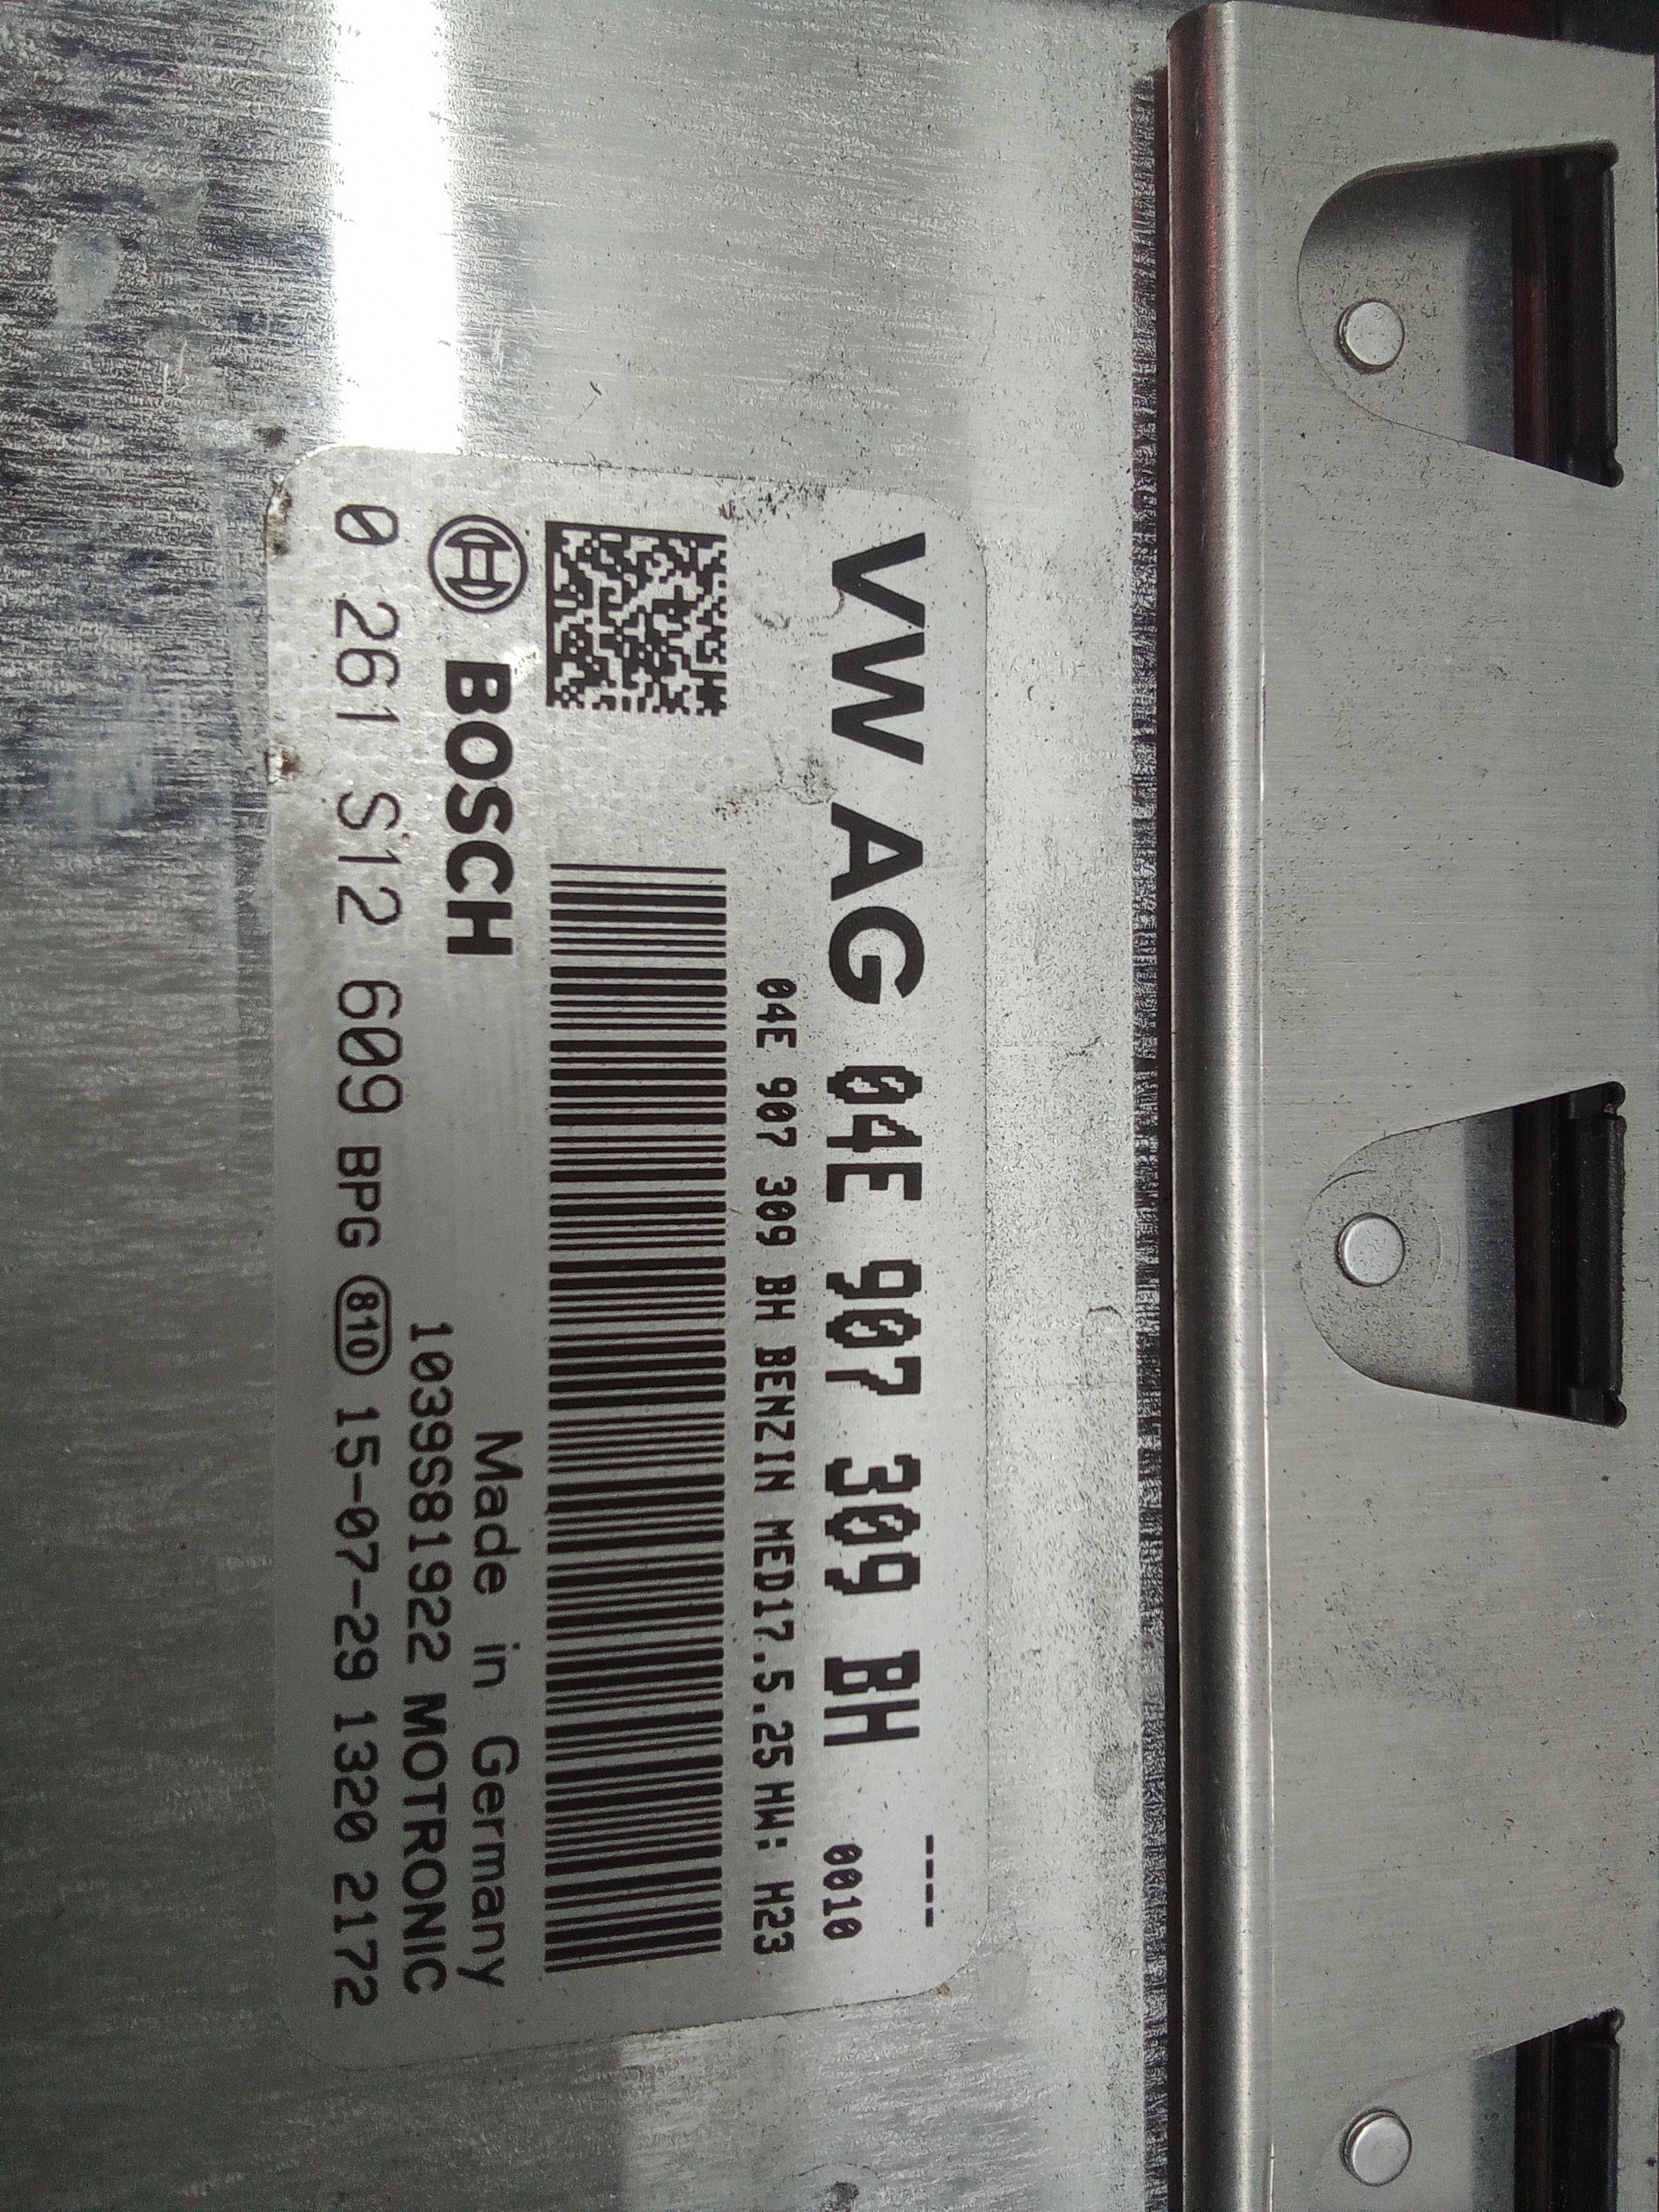 ----
VW AG 04E 907 309 BH 0010
04E 907 309 BH BENZIN MED17.5.25 HW: H23
BOSCH Made in Germany
1039S81922 MOTRONIC
0 261 S12 609 BPG 810 15-07-29 1320 2172